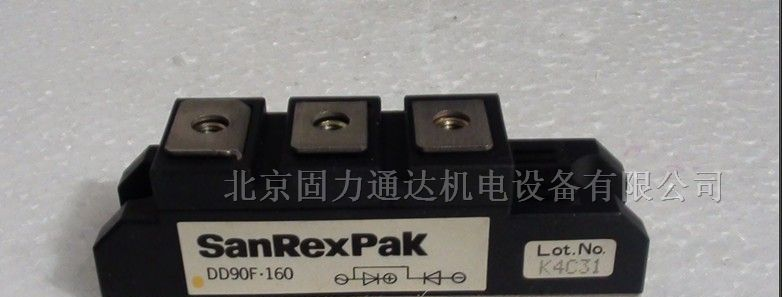 北京固力通达机电设备有限公司
SanRexPak
DD90F·160
Lot.No.
K4C31